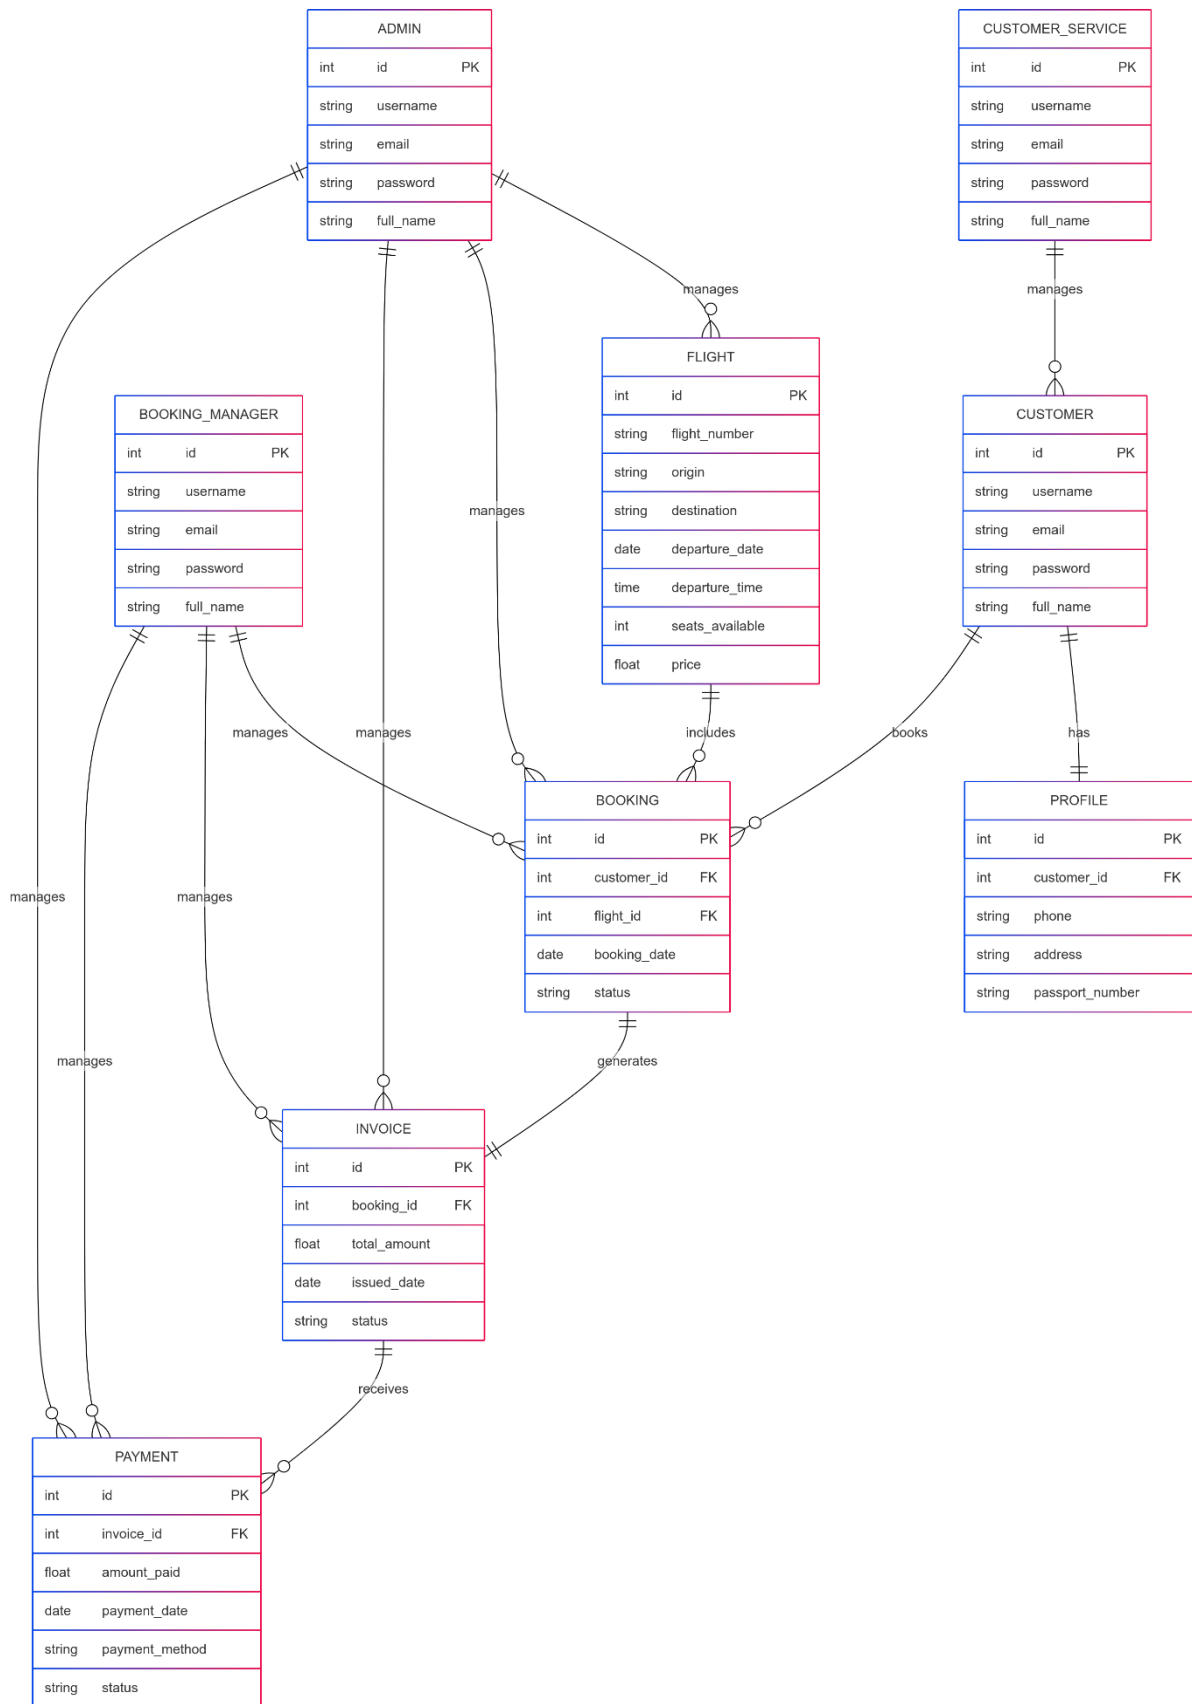 ADMIN
int id PK
string username
string email
string password
string full_name
CUSTOMER_SERVICE
int id PK
string username
string email
string password
string full_name
manages
manages
FLIGHT
int id PK
string flight_number
string origin
string destination
date departure_date
time departure_time
int seats_available
float price
BOOKING_MANAGER
int id PK
string username
string email
string password
string full_name
CUSTOMER
int id PK
string username
string email
string password
string full_name
manages
manages
manages
includes
books
has
BOOKING
int id PK
int customer_id FK
int flight_id FK
date booking_date
string status
PROFILE
int id PK
int customer_id FK
string phone
string address
string passport_number
manages
manages
manages
generates
INVOICE
int id PK
int booking_id FK
float total_amount
date issued_date
string status
receives
PAYMENT
int id PK
int invoice_id FK
float amount_paid
date payment_date
string payment_method
string status